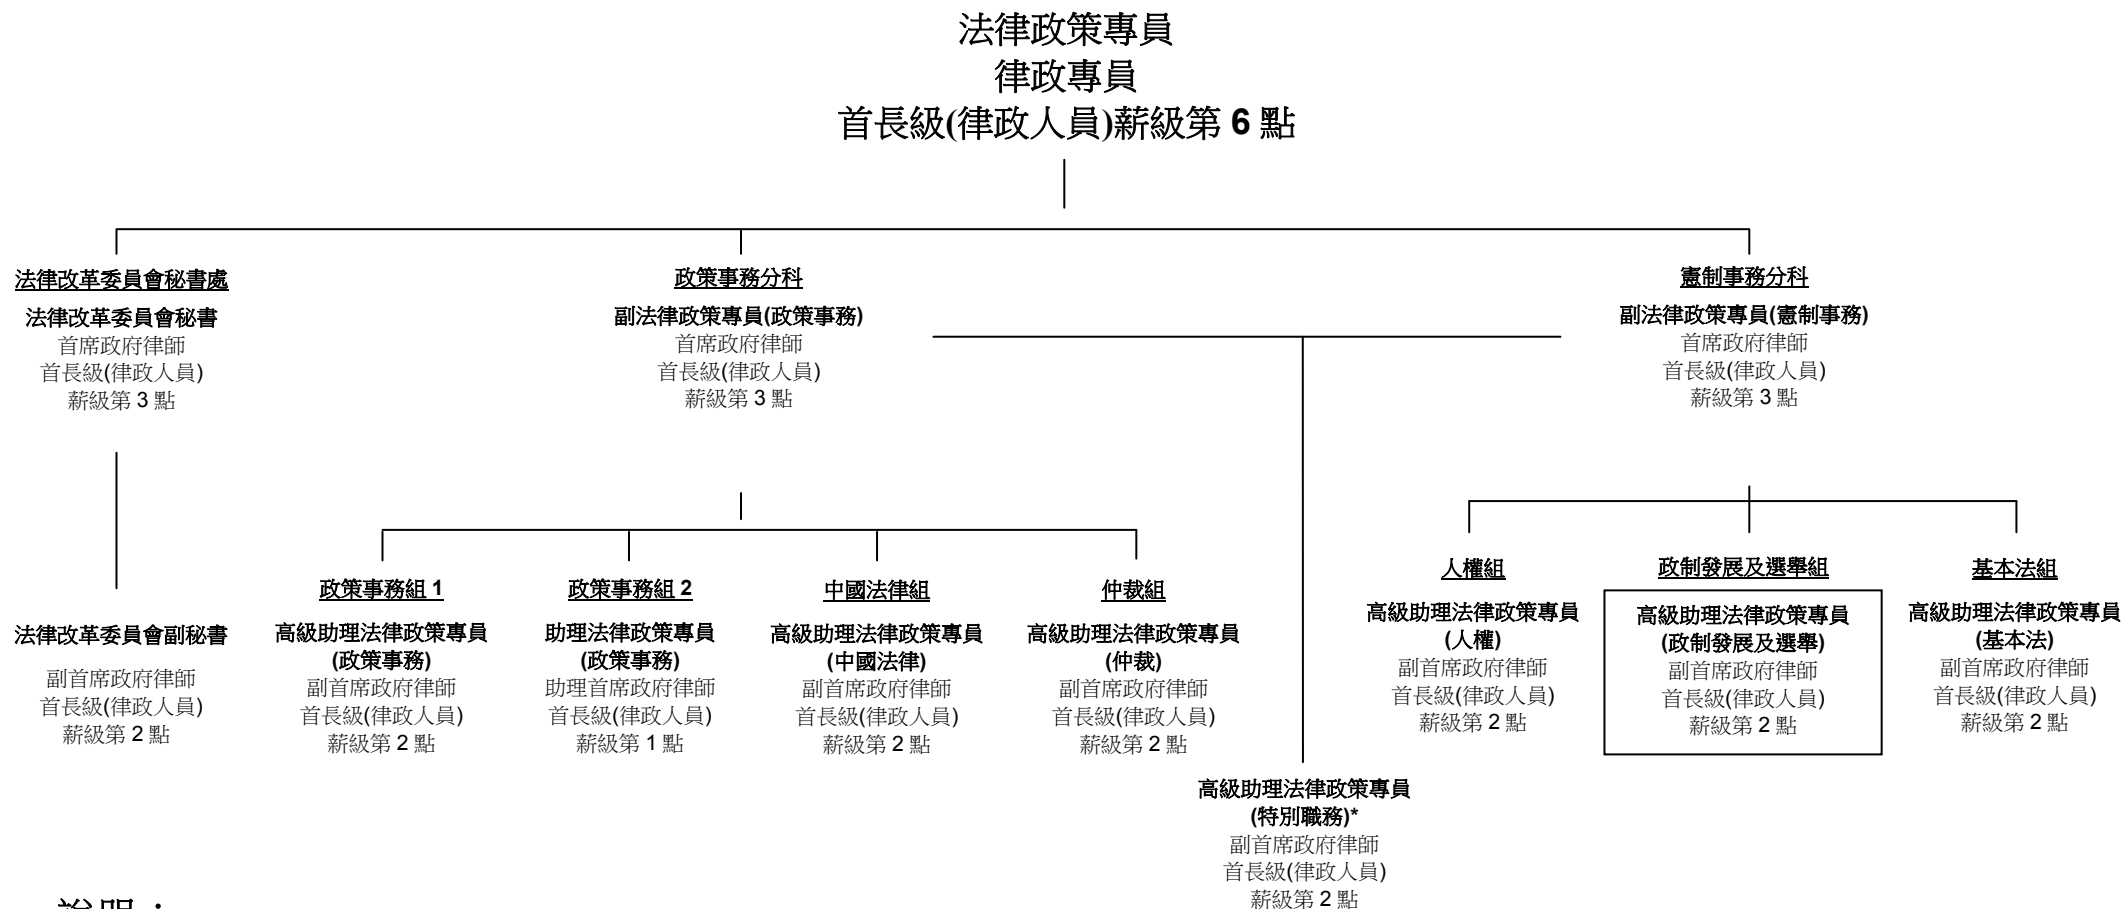 法律政策專員
律政專員
首長級(律政人員)薪級第 6 點
法律改革委員會秘書處
法律改革委員會秘書
首席政府律師
首長級(律政人員)
薪級第 3 點
政策事務分科
副法律政策專員(政策事務)
首席政府律師
首長級(律政人員)
薪級第 3 點
憲制事務分科
副法律政策專員(憲制事務)
首席政府律師
首長級(律政人員)
薪級第 3 點
法律改革委員會副秘書
副首席政府律師
首長級(律政人員)
薪級第 2 點
政策事務組 1
高級助理法律政策專員
(政策事務)
副首席政府律師
首長級(律政人員)
薪級第 2 點
政策事務組 2
助理法律政策專員
(政策事務)
助理首席政府律師
首長級(律政人員)
薪級第 1 點
中國法律組
高級助理法律政策專員
(中國法律)
副首席政府律師
首長級(律政人員)
薪級第 2 點
仲裁組
高級助理法律政策專員
(仲裁)
副首席政府律師
首長級(律政人員)
薪級第 2 點
高級助理法律政策專員
(特別職務)*
副首席政府律師
首長級(律政人員)
薪級第 2 點
人權組
高級助理法律政策專員
(人權)
副首席政府律師
首長級(律政人員)
薪級第 2 點
政制發展及選舉組
高級助理法律政策專員
(政制發展及選舉)
副首席政府律師
首長級(律政人員)
薪級第 2 點
基本法組
高級助理法律政策專員
(基本法)
副首席政府律師
首長級(律政人員)
薪級第 2 點
說明：